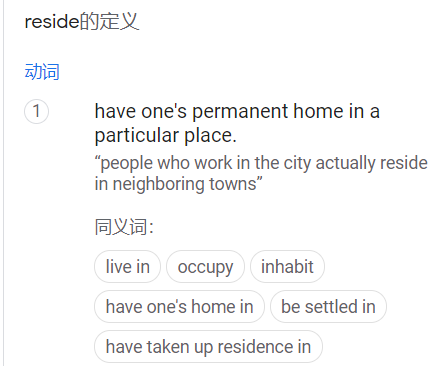 reside的定义
动词
1
have one's permanent home in a
particular place.
“people who work in the city actually reside
in neighboring towns”
同义词：
live in occupy inhabit
have one's home in be settled in
have taken up residence in